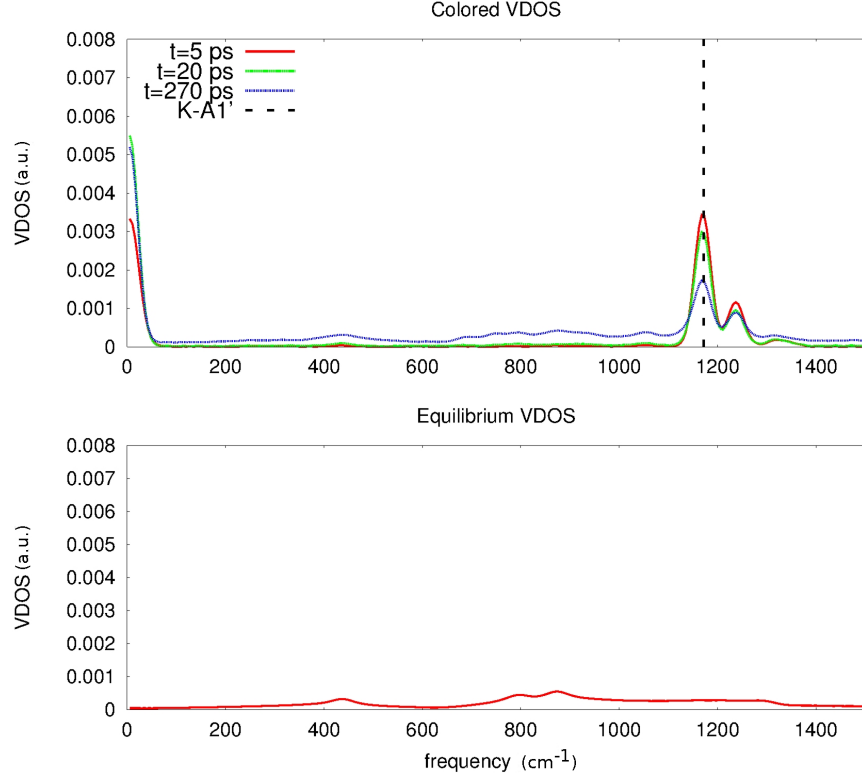 Colored VDOS
0.008
0.007
0.006
0.005
0.004
0.003
0.002
0.001
0
VDOS (a.u.)
t=5 ps
t=20 ps
t=270 ps
K-A1'
0 200 400 600 800 1000 1200 1400
Equilibrium VDOS
0.008
0.007
0.006
0.005
0.004
0.003
0.002
0.001
0
VDOS (a.u.)
0 200 400 600 800 1000 1200 1400
frequency (cm⁻¹)